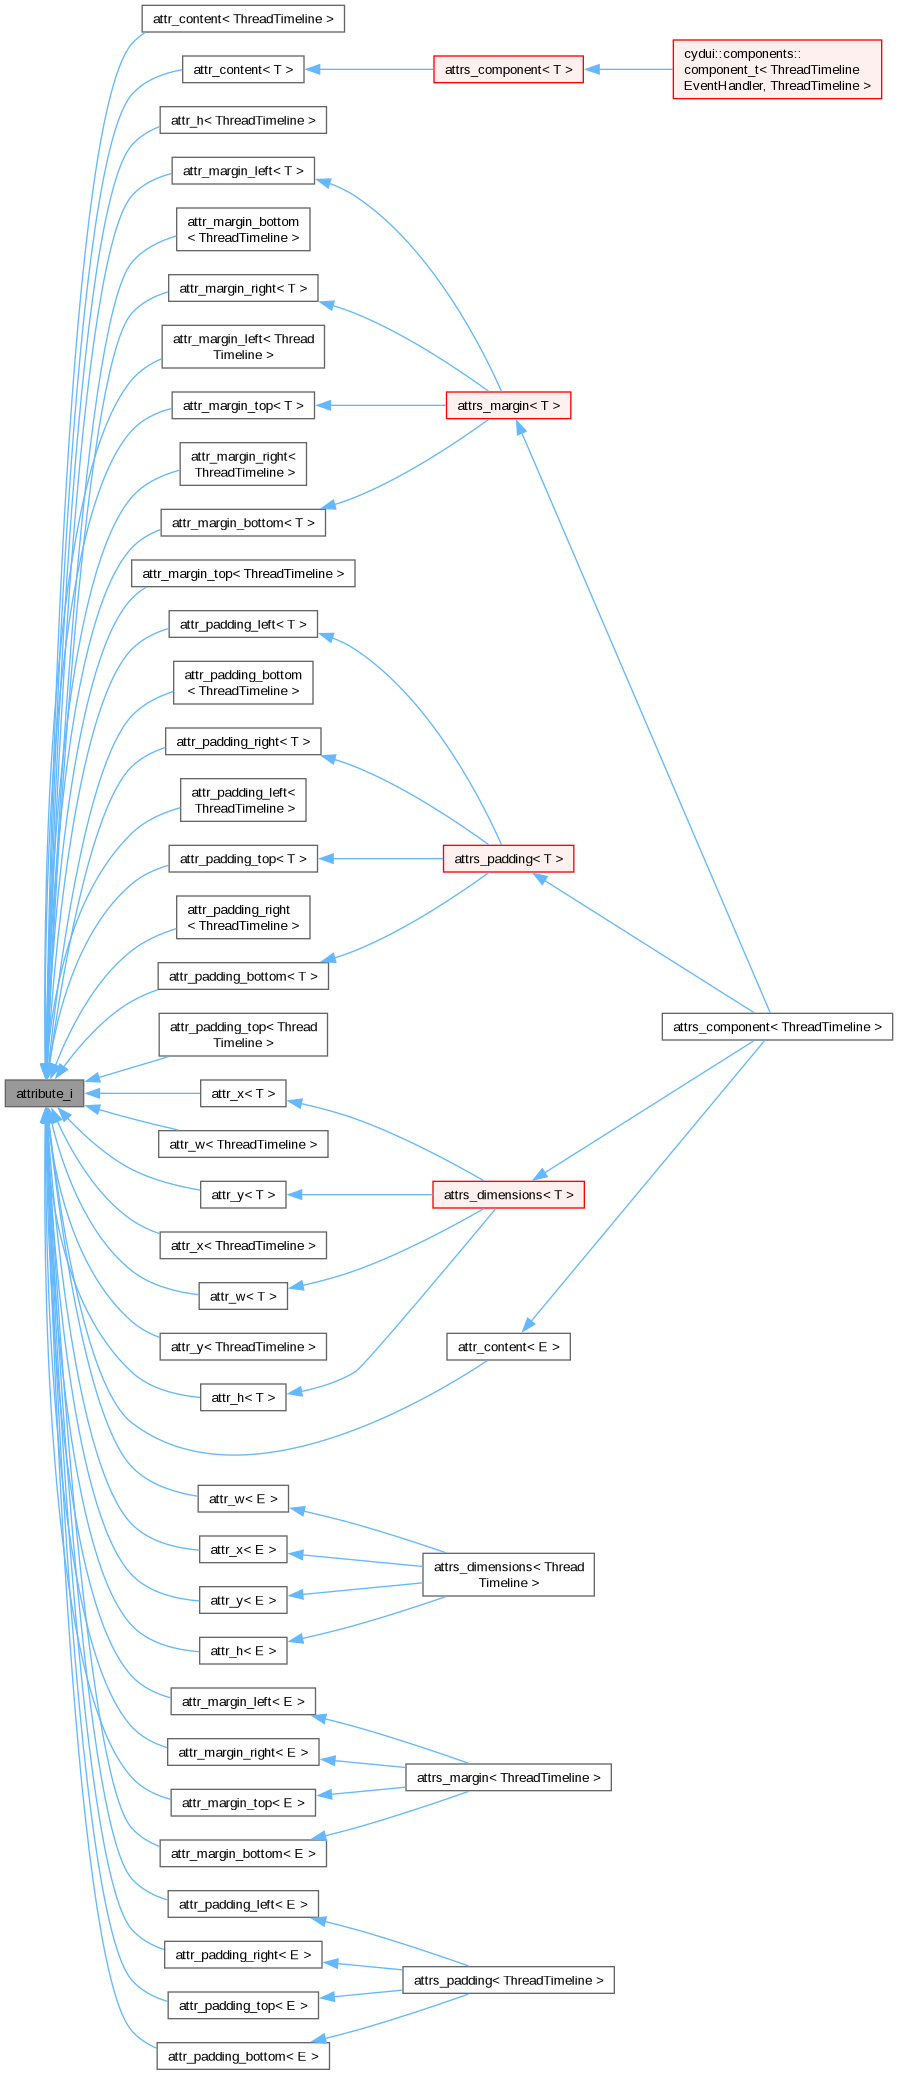 attr_content< ThreadTimeline >
attr_content< T >
attrs_component< T >
cydui::components::
component_t< ThreadTimeline
EventHandler, ThreadTimeline >
attr_h< ThreadTimeline >
attr_margin_left< T >
attr_margin_bottom
< ThreadTimeline >
attr_margin_right< T >
attr_margin_left< Thread
Timeline >
attr_margin_top< T >
attrs_margin< T >
attr_margin_right<
ThreadTimeline >
attr_margin_bottom< T >
attr_margin_top< ThreadTimeline >
attr_padding_left< T >
attr_padding_bottom
< ThreadTimeline >
attr_padding_right< T >
attr_padding_left<
ThreadTimeline >
attr_padding_top< T >
attrs_padding< T >
attr_padding_right
< ThreadTimeline >
attr_padding_bottom< T >
attr_padding_top< Thread
Timeline >
attrs_component< ThreadTimeline >
attribute_i
attr_x< T >
attr_w< ThreadTimeline >
attr_y< T >
attrs_dimensions< T >
attr_x< ThreadTimeline >
attr_w< T >
attr_y< ThreadTimeline >
attr_content< E >
attr_h< T >
attr_w< E >
attr_x< E >
attrs_dimensions< Thread
Timeline >
attr_y< E >
attr_h< E >
attr_margin_left< E >
attr_margin_right< E >
attrs_margin< ThreadTimeline >
attr_margin_top< E >
attr_margin_bottom< E >
attr_padding_left< E >
attr_padding_right< E >
attrs_padding< ThreadTimeline >
attr_padding_top< E >
attr_padding_bottom< E >